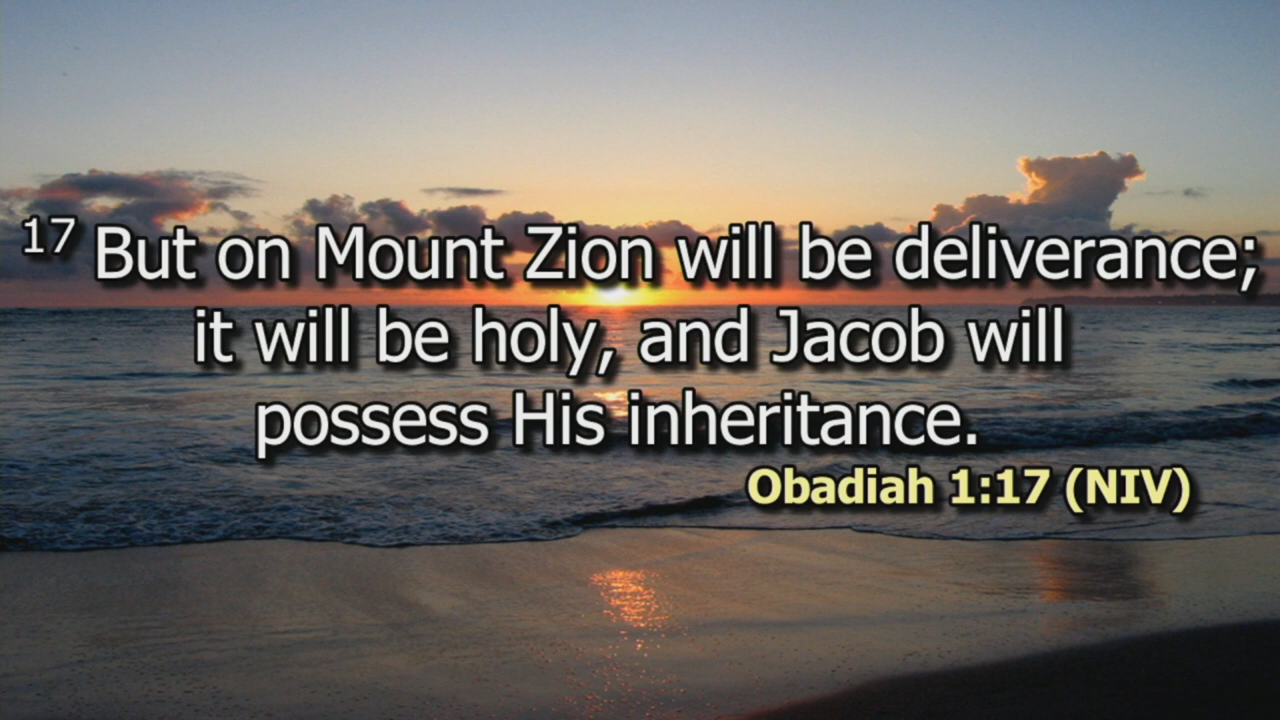 17 But on Mount Zion will be deliverance;
it will be holy, and Jacob will
possess His inheritance.
Obadiah 1:17 (NIV)